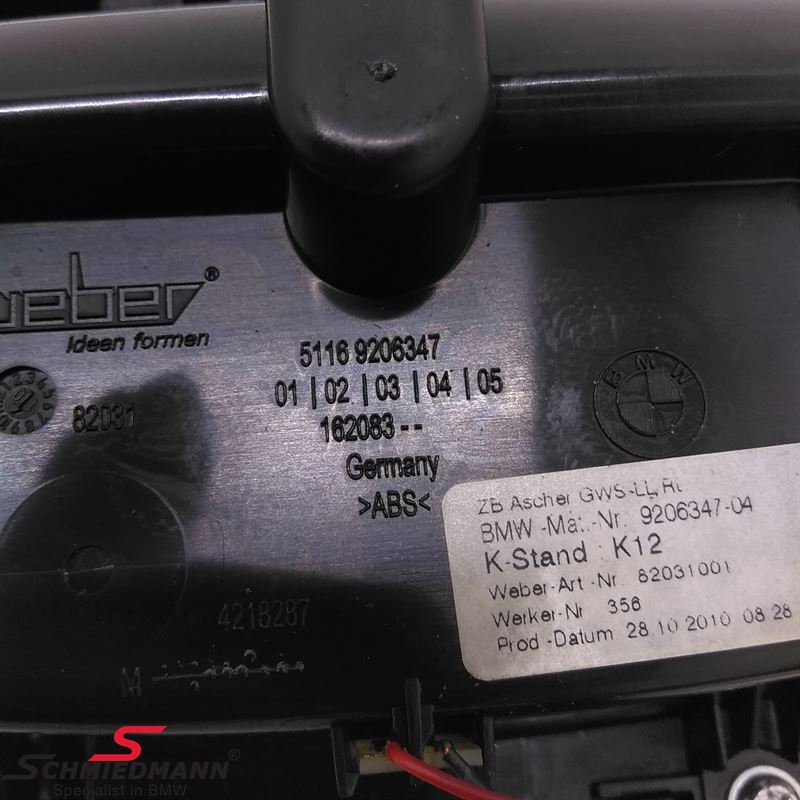 weber®
Ideen formen
5116 9206347
01 | 02 | 03 | 04 | 05
162083--
Germany
>ABS<
82031
BMW
4218287
M
ZB Ascher GWS-LL RL
BMW -Mat.-Nr. 9206347-04
K-Stand : K12
Weber-Art -Nr. 82031001
Werker-Nr 356
Prod -Datum 28.10 2010 08 28
SCHMIEDMANN®
Specialist in BMW